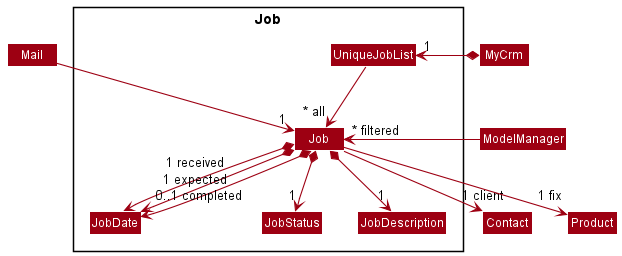 Job
Mail
UniqueJobList
1
MyCrm
* all
1
Job
* filtered
ModelManager
1 received
1 expected
0..1 completed
1
1
1 client
1 fix
JobDate
JobStatus
JobDescription
Contact
Product